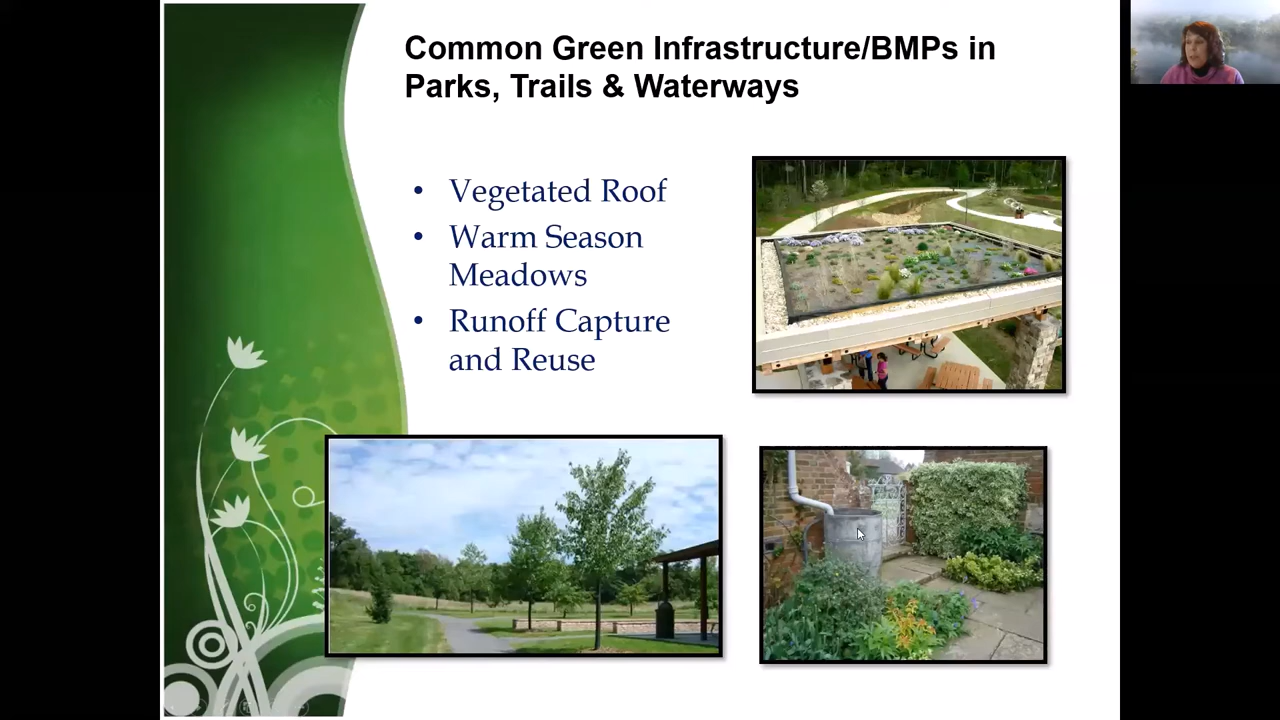 Common Green Infrastructure/BMPs in
Parks, Trails & Waterways
• Vegetated Roof
• Warm Season
Meadows
• Runoff Capture
and Reuse